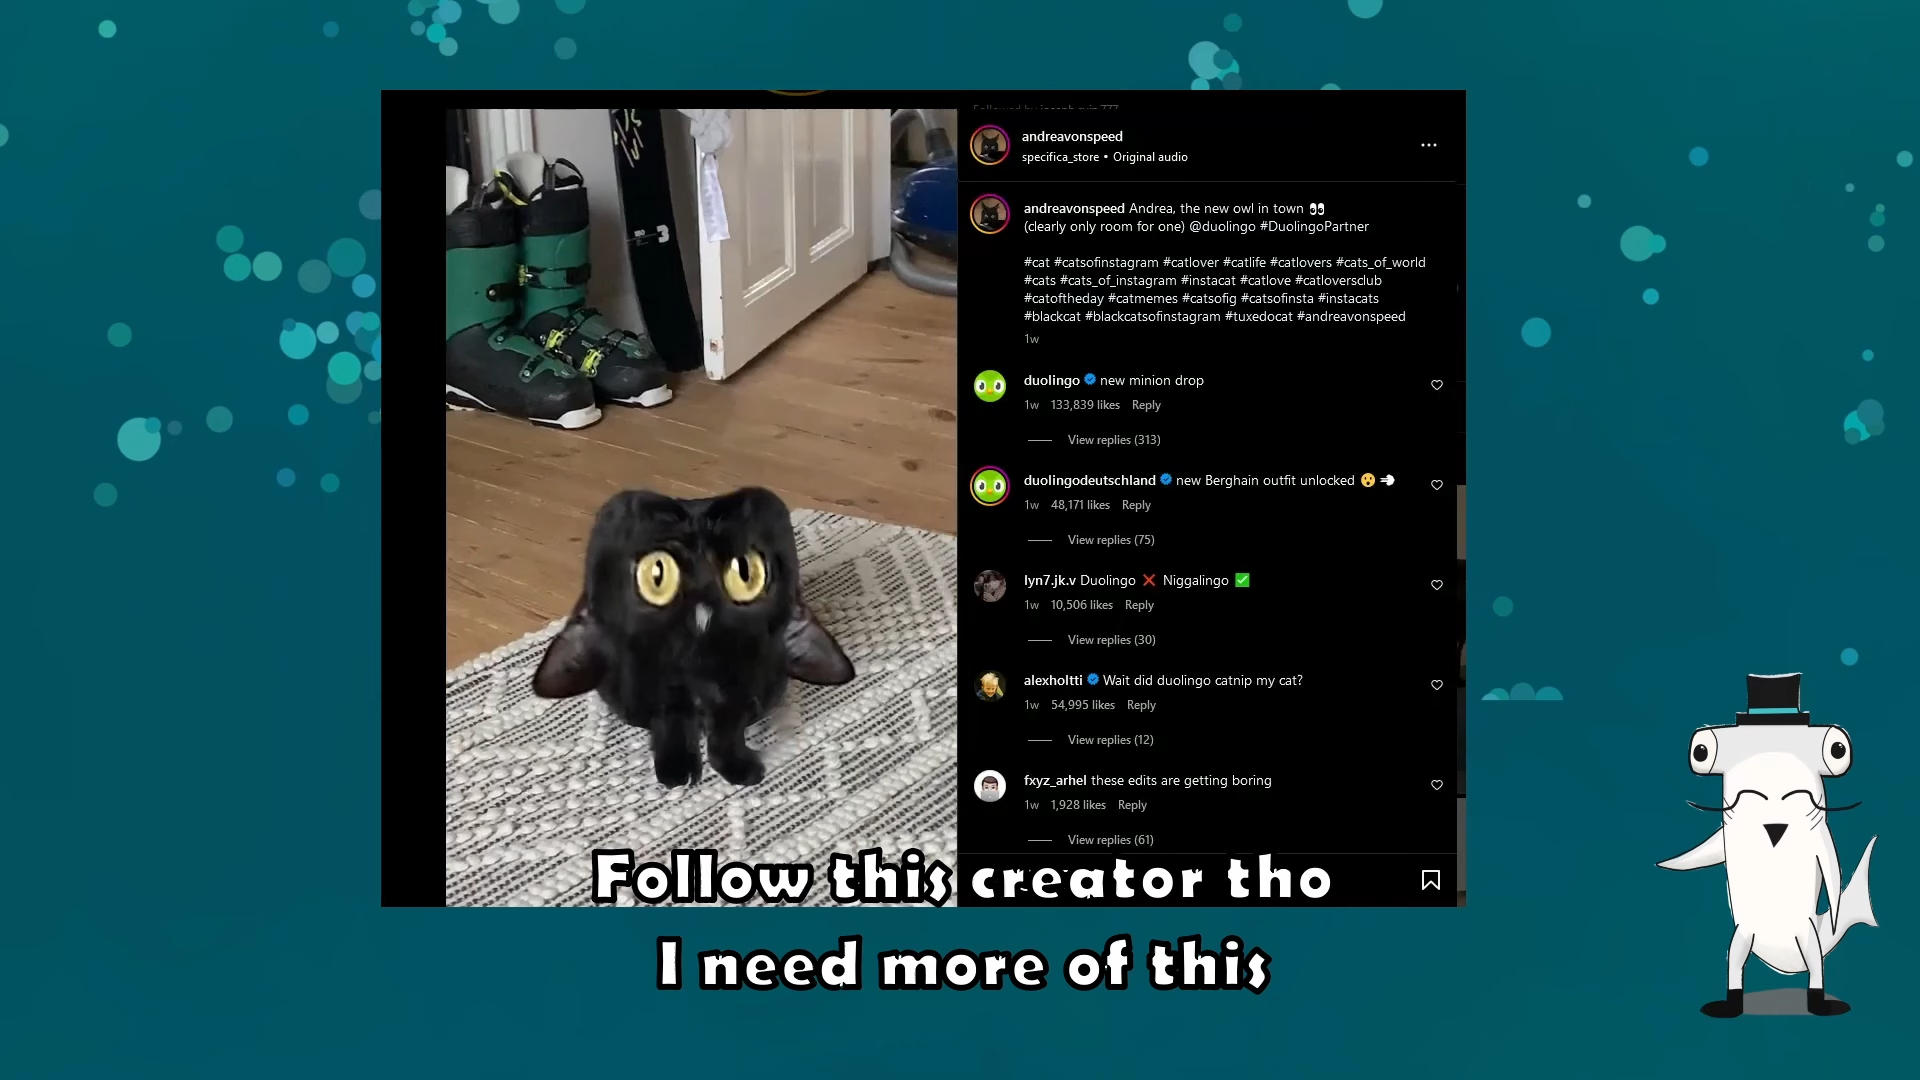 Followed by joseph.quin.777
andreavonspeed
specifica_store • Original audio
andreavonspeed Andrea, the new owl in town 👀
(clearly only room for one) @duolingo #DuolingoPartner
#cat #catsofinstagram #catlover #catlife #catlovers #cats_of_world
#cats #cats_of_instagram #instacat #catlove #catloversclub
#catoftheday #catmemes #catsofig #catsofinsta #instacats
#blackcat #blackcatsofinstagram #tuxedocat #andreavonspeed
1w
duolingo new minion drop
1w 133,839 likes Reply
View replies (313)
duolingodeutschland new Berghain outfit unlocked 😮💨
1w 48,171 likes Reply
View replies (75)
lyn7.jk.v Duolingo ❌ Niggalingo ✅
1w 10,506 likes Reply
View replies (30)
alexholtti Wait did duolingo catnip my cat?
1w 54,995 likes Reply
View replies (12)
fxyz_arhel these edits are getting boring
1w 1,928 likes Reply
View replies (61)
Follow this creator tho
I need more of this